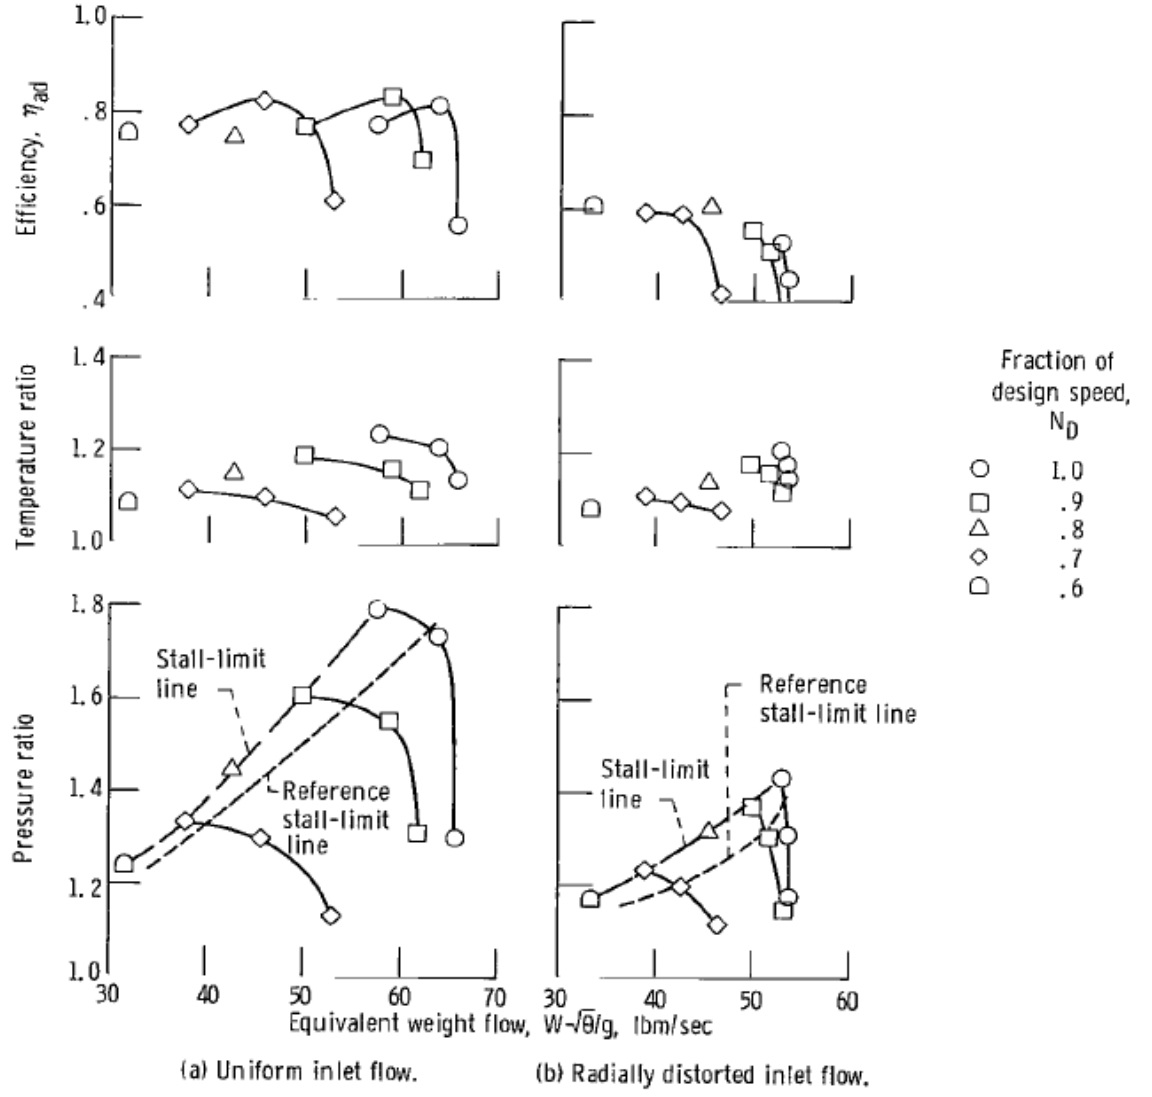 1.0
.8
.6
.4
Efficiency, ηad
1.4
1.2
1.0
Temperature ratio
Fraction of
design speed,
ND
1.0
.9
.8
.7
.6
1.8
1.6
1.4
1.2
1.0
Pressure ratio
Stall-limit
line
Reference
stall-limit
line
Reference
stall-limit line
Stall-limit
line
30 40 50 60 70
30 40 50 60
Equivalent weight flow, W√θ/g, lbm/sec
(a) Uniform inlet flow.
(b) Radially distorted inlet flow.